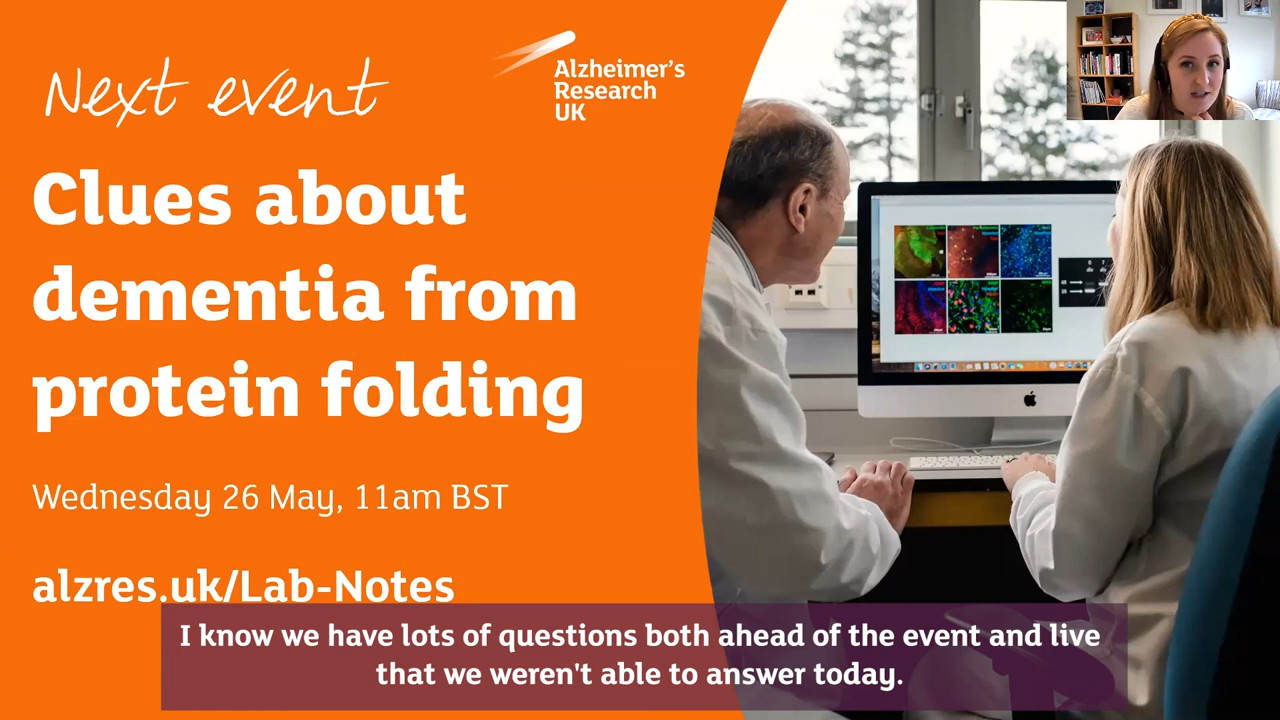 Next event
Alzheimer's
Research
UK
Clues about
dementia from
protein folding
Wednesday 26 May, 11am BST
alzres.uk/Lab-Notes
I know we have lots of questions both ahead of the event and live
that we weren't able to answer today.